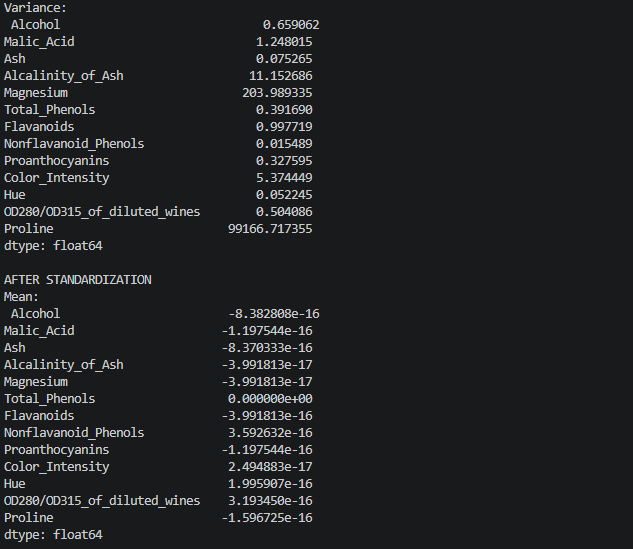 Variance:
 Alcohol                         0.659062
Malic_Acid                       1.248015
Ash                              0.075265
Alcalinity_of_Ash               11.152686
Magnesium                      203.989335
Total_Phenols                    0.391690
Flavanoids                       0.997719
Nonflavanoid_Phenols             0.015489
Proanthocyanins                  0.327595
Color_Intensity                  5.374449
Hue                              0.052245
OD280/OD315_of_diluted_wines     0.504086
Proline                      99166.717355
dtype: float64

AFTER STANDARDIZATION
Mean:
 Alcohol                        -8.382808e-16
Malic_Acid                     -1.197544e-16
Ash                            -8.370333e-16
Alcalinity_of_Ash              -3.991813e-17
Magnesium                      -3.991813e-17
Total_Phenols                   0.000000e+00
Flavanoids                     -3.991813e-16
Nonflavanoid_Phenols            3.592632e-16
Proanthocyanins                -1.197544e-16
Color_Intensity                 2.494883e-17
Hue                             1.995907e-16
OD280/OD315_of_diluted_wines    3.193450e-16
Proline                        -1.596725e-16
dtype: float64